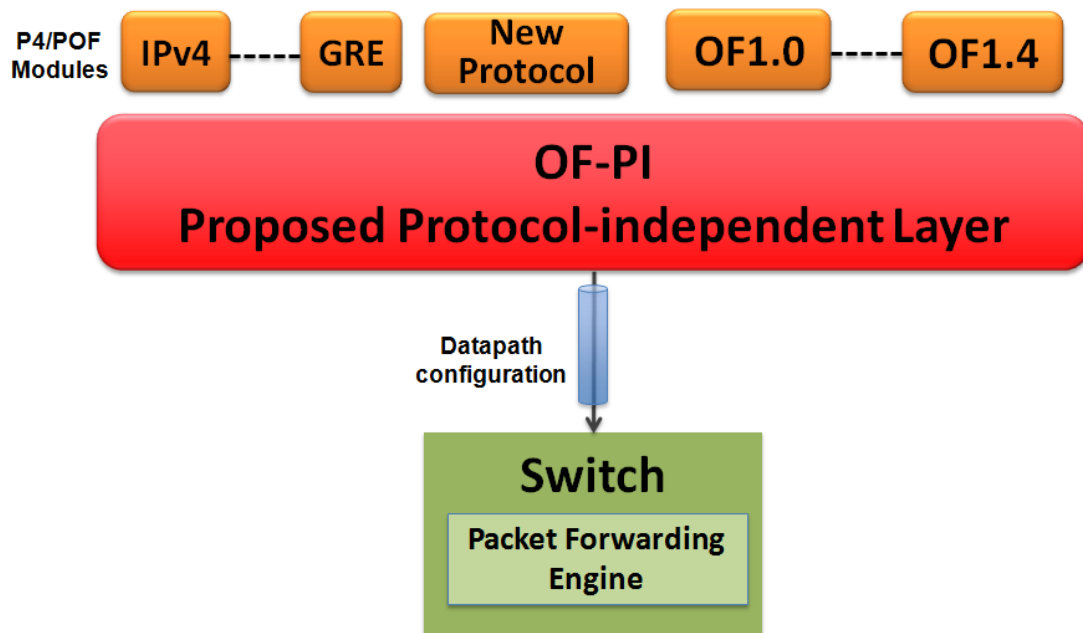 P4/POF
Modules
IPv4
GRE
New
Protocol
OF1.0
OF1.4
OF-PI
Proposed Protocol-independent Layer
Datapath
configuration
Switch
Packet Forwarding
Engine